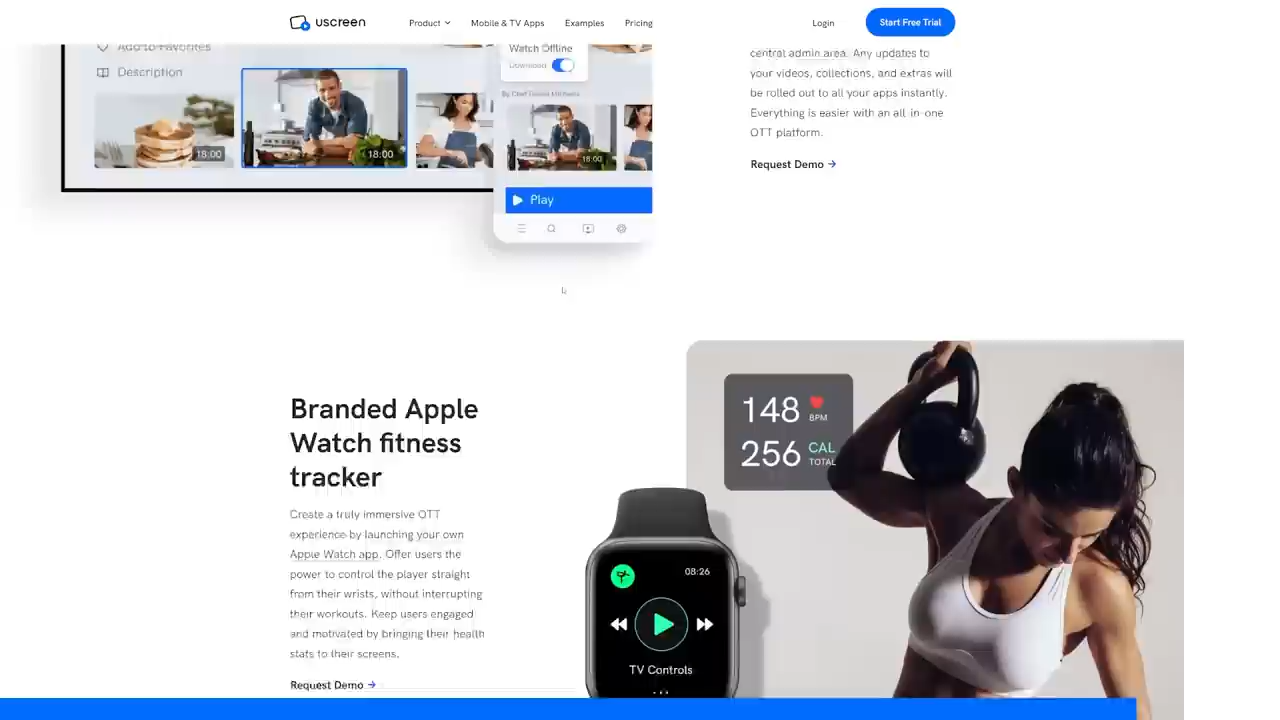 uscreen
Product
Mobile & TV Apps
Examples
Pricing
Login
Start Free Trial
Add to Favorites
Description
18:00
18:00
Watch Offline
Download
18:00
Play
central admin area. Any updates to
your videos, collections, and extras will
be rolled out to all your apps instantly.
Everything is easier with an all-in-one
OTT platform.
Request Demo →
Branded Apple
Watch fitness
tracker
Create a truly immersive OTT
experience by launching your own
Apple Watch app. Offer users the
power to control the player straight
from their wrists, without interrupting
their workouts. Keep users engaged
and motivated by bringing their health
stats to their screens.
Request Demo →
148 BPM
256 CAL TOTAL
08:26
TV Controls